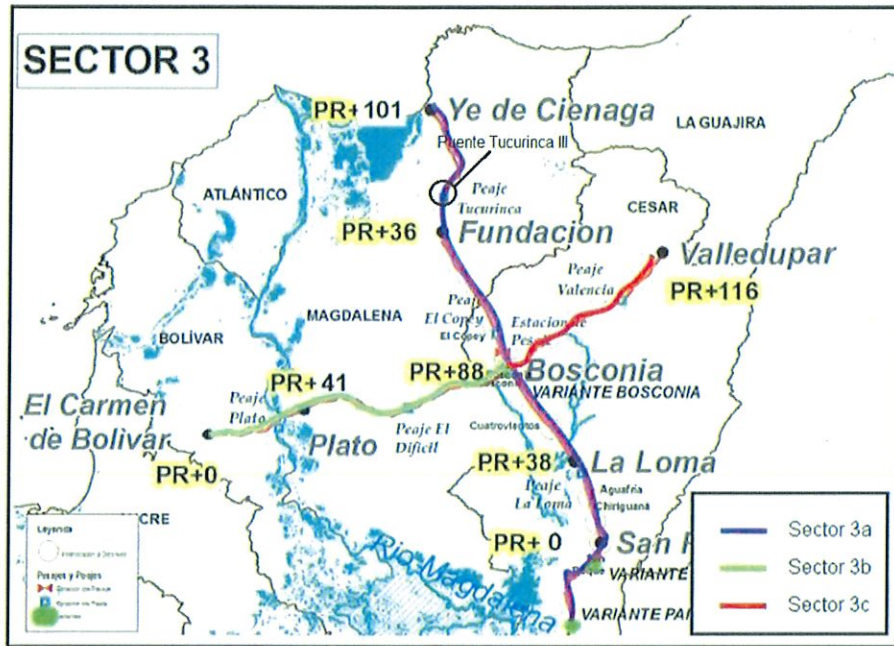 SECTOR 3
PR+101
Ye de Cienaga
LA GUAJIRA
Puente Tucurinca III
ATLÁNTICO
Peaje
Tucurinca
CESAR
PR+36
Fundacion
Valledupar
Peaje
Valencia
PR+116
MAGDALENA
Peaje
El Copey
El Copey
Estacion de
Pesaje
BOLÍVAR
PR+88
Bosconia
VARIANTE BOSCONIA
PR+41
El Carmen
de Bolivar
Peaje
Plato
Plato
Peaje El
Dificil
Cuatrovientos
PR+0
PR+38
La Loma
Peaje
La Loma
Aguafria
Chiriguaná
CRE
PR+ 0
San
Rio Magdalena
VARIANTE
VARIANTE
Leyenda
Pesajes y Peajes
Sector 3a
Sector 3b
Sector 3c